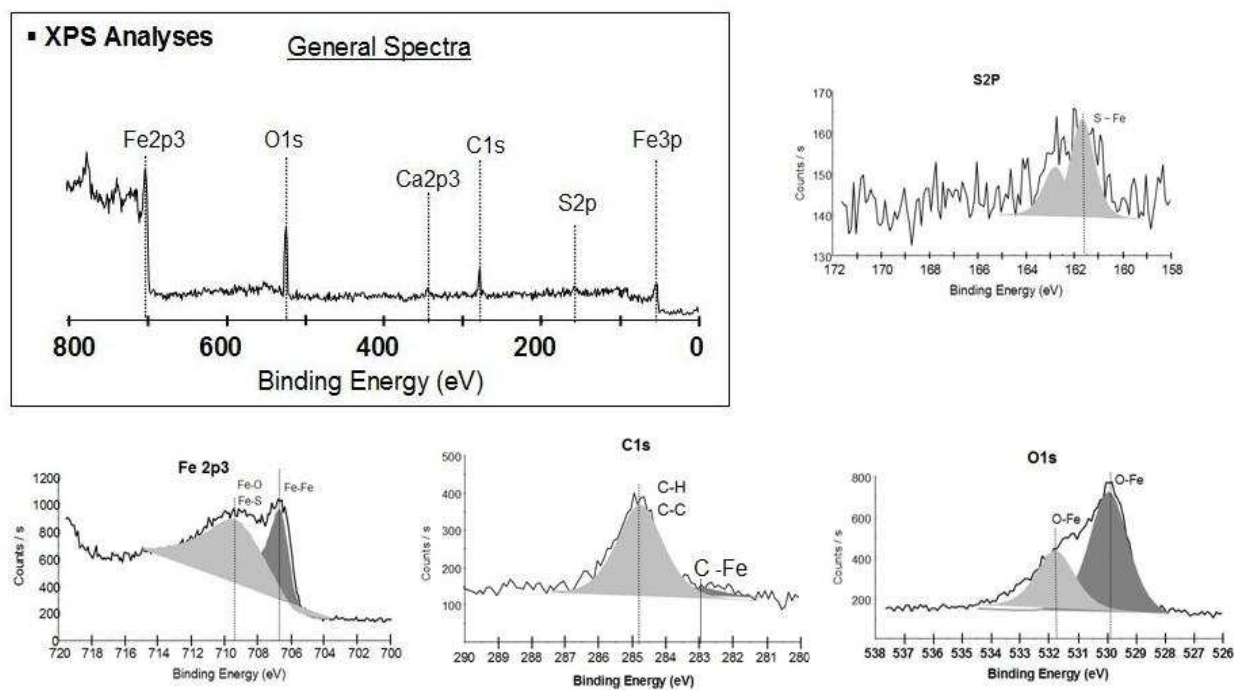 ▪ XPS Analyses
General Spectra
Fe2p3
O1s
Ca2p3
C1s
S2p
Fe3p
800 600 400 200 0
Binding Energy (eV)
S2P
S – Fe
Counts / s
170
160
150
140
130
172 170 168 166 164 162 160 158
Binding Energy (eV)
Fe 2p3
Fe-O
Fe-S
Fe-Fe
Counts / s
1200
1000
800
600
400
200
0
720 718 716 714 712 710 708 706 704 702 700
Binding Energy (eV)
C1s
C-H
C-C
C -Fe
Counts / s
500
400
300
200
100
290 289 288 287 286 285 284 283 282 281 280
Binding Energy (eV)
O1s
O-Fe
O-Fe
Counts / s
800
600
400
200
538 537 536 535 534 533 532 531 530 529 528 527 526
Binding Energy (eV)